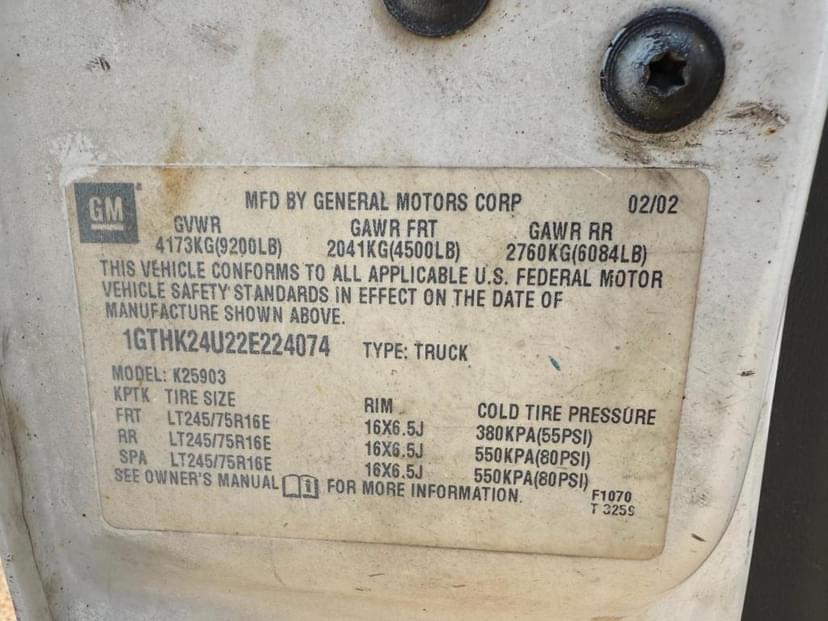 GM
MFD BY GENERAL MOTORS CORP 02/02
GVWR GAWR FRT GAWR RR
4173KG(9200LB) 2041KG(4500LB) 2760KG(6084LB)
THIS VEHICLE CONFORMS TO ALL APPLICABLE U.S. FEDERAL MOTOR
VEHICLE SAFETY STANDARDS IN EFFECT ON THE DATE OF
MANUFACTURE SHOWN ABOVE.
1GTHK24U22E224074 TYPE: TRUCK
MODEL: K25903
KPTK TIRE SIZE RIM COLD TIRE PRESSURE
FRT LT245/75R16E 16X6.5J 380KPA(55PSI)
RR LT245/75R16E 16X6.5J 550KPA(80PSI)
SPA LT245/75R16E 16X6.5J 550KPA(80PSI)
SEE OWNER'S MANUAL FOR MORE INFORMATION. F1070
T 3259